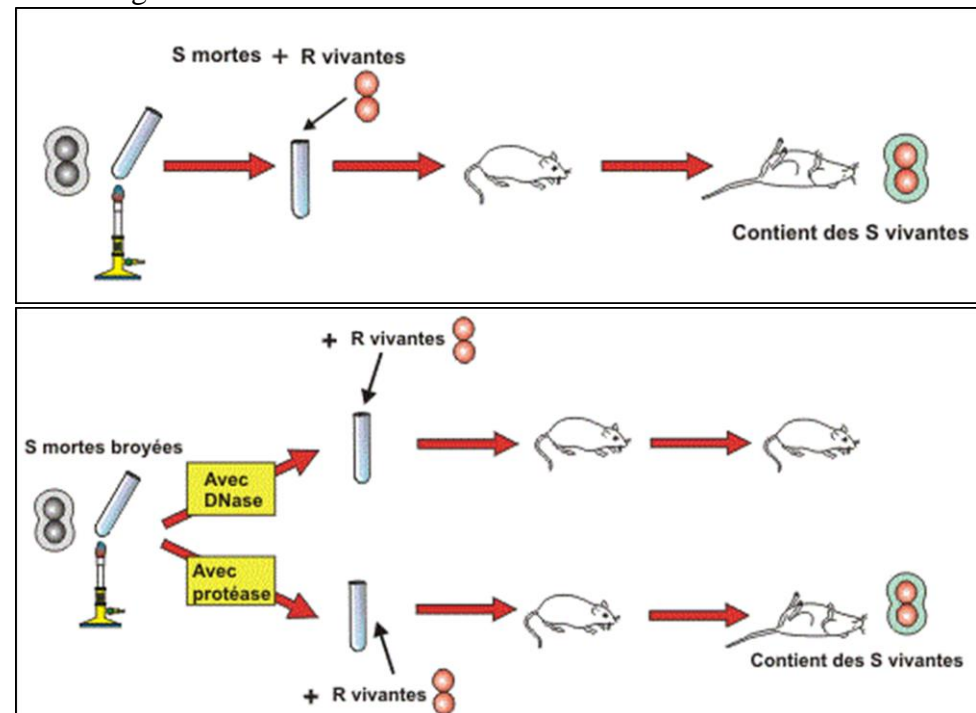 S mortes + R vivantes
Contient des S vivantes
+ R vivantes
S mortes broyées
Avec
DNase
Avec
protéase
Contient des S vivantes
+ R vivantes